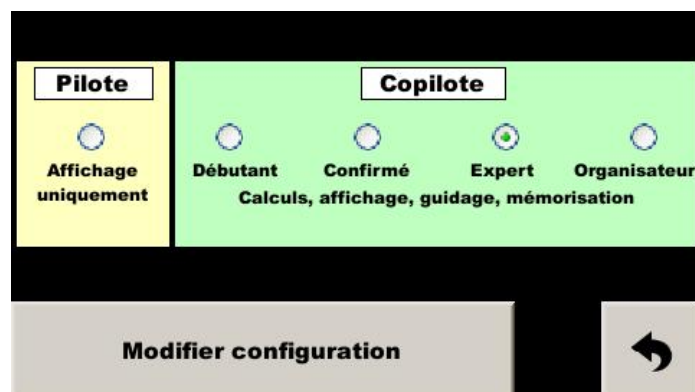 Pilote
Copilote
Affichage
uniquement
Débutant
Confirmé
Expert
Organisateur
Calculs, affichage, guidage, mémorisation
Modifier configuration